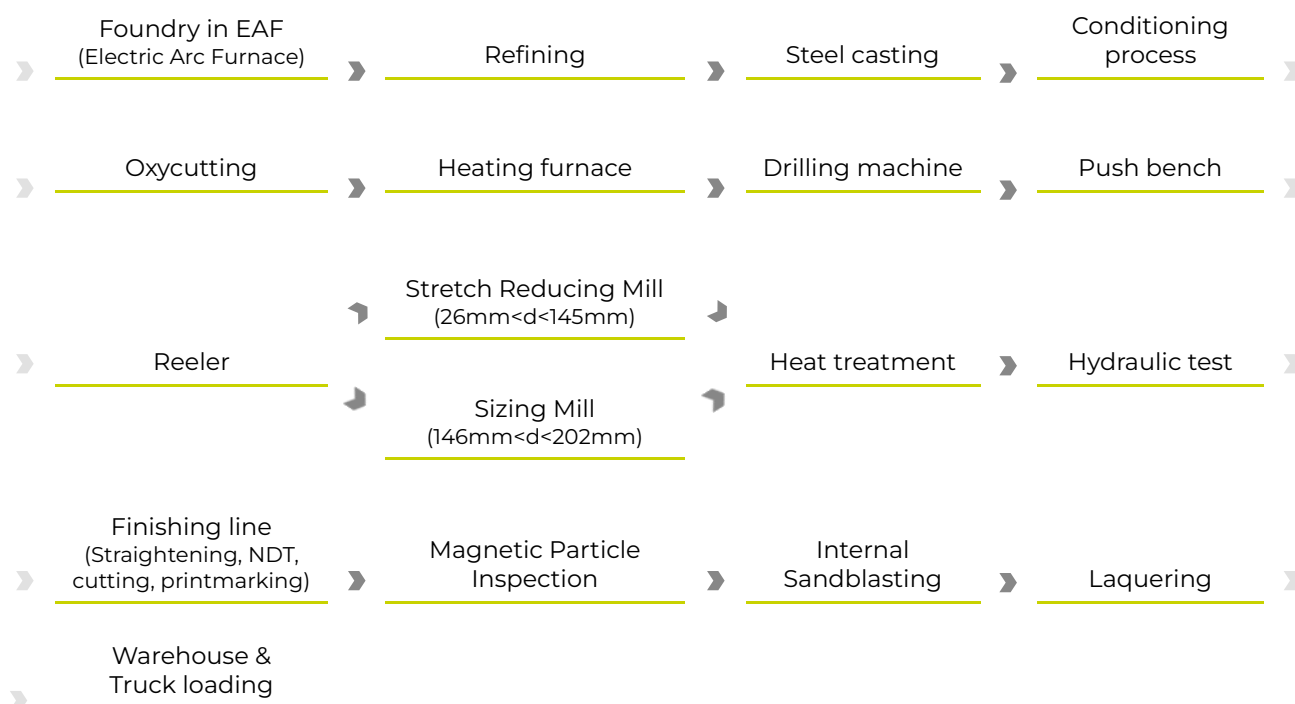 Foundry in EAF
(Electric Arc Furnace)
Refining
Steel casting
Conditioning
process
Oxycutting
Heating furnace
Drilling machine
Push bench
Reeler
Stretch Reducing Mill
(26mm<d<145mm)
Sizing Mill
(146mm<d<202mm)
Heat treatment
Hydraulic test
Finishing line
(Straightening, NDT,
cutting, printmarking)
Magnetic Particle
Inspection
Internal
Sandblasting
Laquering
Warehouse &
Truck loading